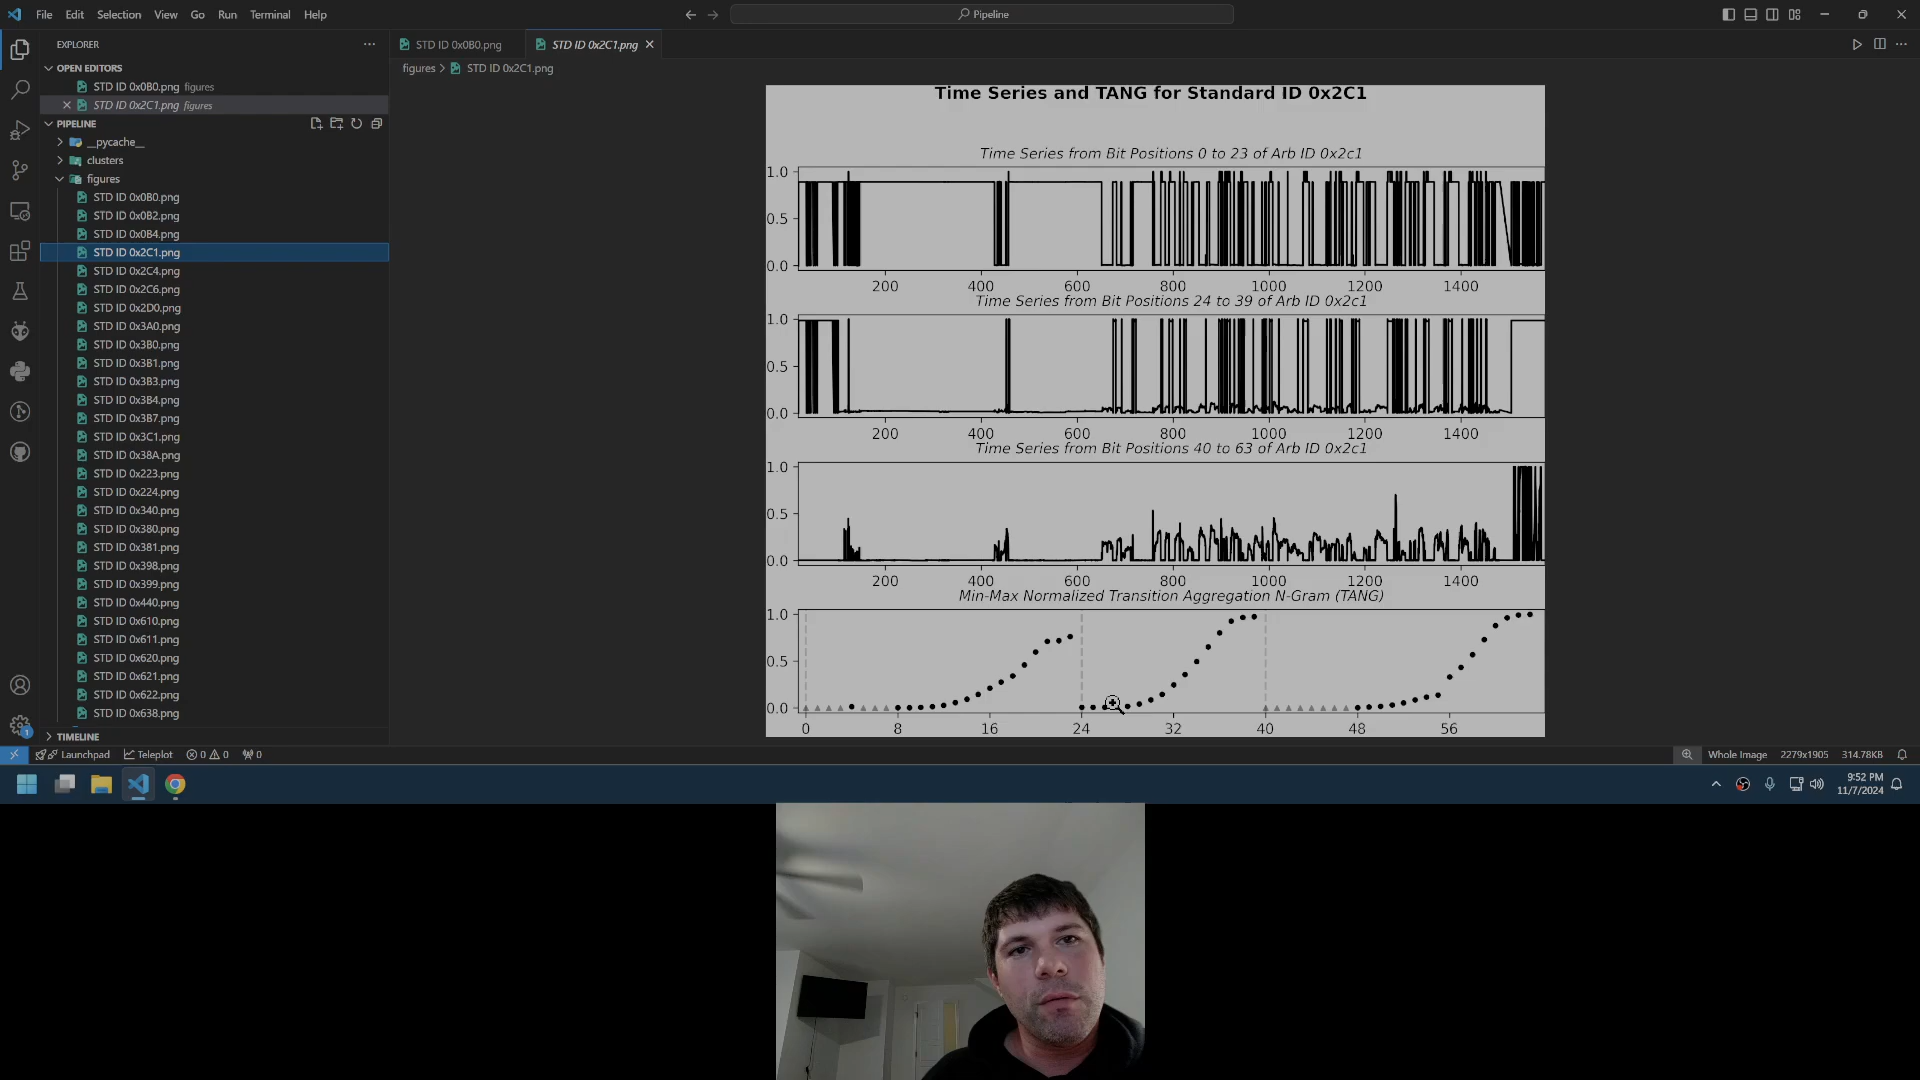 File Edit Selection View Go Run Terminal Help
Pipeline
EXPLORER
OPEN EDITORS
STD ID 0x0B0.png figures
STD ID 0x2C1.png figures
PIPELINE
__pycache__
clusters
figures
STD ID 0x0B0.png
STD ID 0x0B2.png
STD ID 0x0B4.png
STD ID 0x2C1.png
STD ID 0x2C4.png
STD ID 0x2C6.png
STD ID 0x2D0.png
STD ID 0x3A0.png
STD ID 0x3B0.png
STD ID 0x3B1.png
STD ID 0x3B3.png
STD ID 0x3B4.png
STD ID 0x3B7.png
STD ID 0x3C1.png
STD ID 0x38A.png
STD ID 0x223.png
STD ID 0x224.png
STD ID 0x340.png
STD ID 0x380.png
STD ID 0x381.png
STD ID 0x398.png
STD ID 0x399.png
STD ID 0x440.png
STD ID 0x610.png
STD ID 0x611.png
STD ID 0x620.png
STD ID 0x621.png
STD ID 0x622.png
STD ID 0x638.png
TIMELINE
STD ID 0x0B0.png STD ID 0x2C1.png
figures > STD ID 0x2C1.png
Time Series and TANG for Standard ID 0x2C1
Time Series from Bit Positions 0 to 23 of Arb ID 0x2c1
1.0
0.5
0.0
200 400 600 800 1000 1200 1400
Time Series from Bit Positions 24 to 39 of Arb ID 0x2c1
1.0
0.5
0.0
200 400 600 800 1000 1200 1400
Time Series from Bit Positions 40 to 63 of Arb ID 0x2c1
1.0
0.5
0.0
200 400 600 800 1000 1200 1400
Min-Max Normalized Transition Aggregation N-Gram (TANG)
1.0
0.5
0.0
0 8 16 24 32 40 48 56
1
Launchpad Teleplot 0 0 0 Whole Image 2279x1905 314.78KB
9:52 PM
11/7/2024